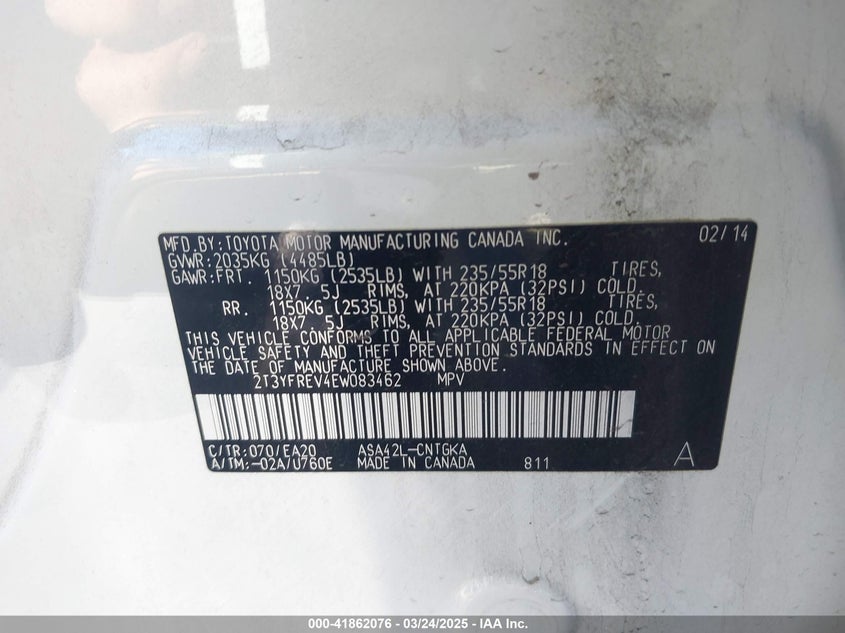 MFD.BY:TOYOTA MOTOR MANUFACTURING CANADA INC. 02/14
GVWR:2035KG (4485LB)
GAWR:FRT. 1150KG (2535LB) WITH 235/55R18 TIRES,
18X7. 5J RIMS, AT 220KPA (32PSI) COLD.
RR. 1150KG (2535LB) WITH 235/55R18 TIRES,
18X7. 5J RIMS, AT 220KPA (32PSI) COLD.
THIS VEHICLE CONFORMS TO ALL APPLICABLE FEDERAL MOTOR
VEHICLE SAFETY AND THEFT PREVENTION STANDARDS IN EFFECT ON
THE DATE OF MANUFACTURE SHOWN ABOVE.
2T3YFREV4EW083462 MPV
C/TR:070/EA20 ASA42L-CNTGKA
A/TM:-02A/U760E MADE IN CANADA 811 A
000-41862076 - 03/24/2025 - IAA Inc.